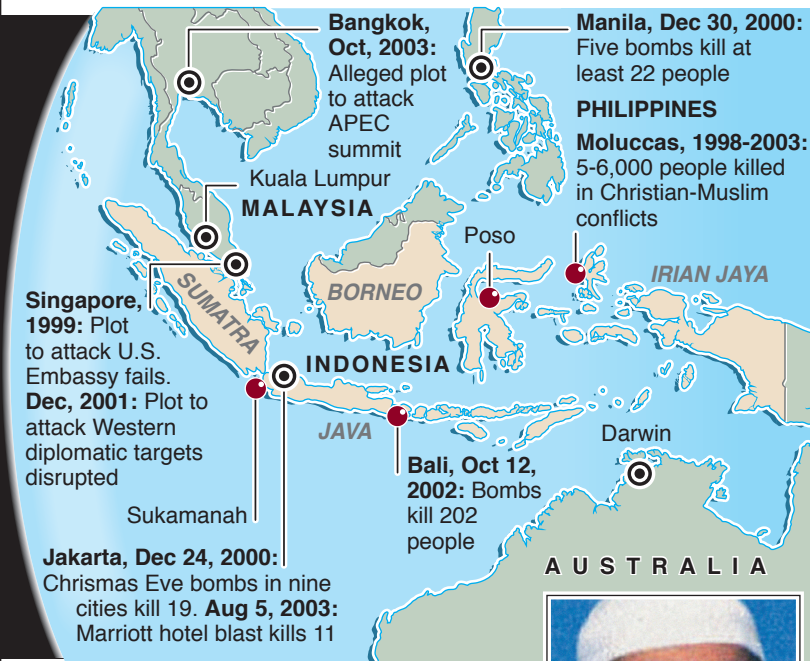 Bangkok,
Oct, 2003:
Alleged plot
to attack
APEC
summit
Manila, Dec 30, 2000:
Five bombs kill at
least 22 people
PHILIPPINES
Moluccas, 1998-2003:
5-6,000 people killed
in Christian-Muslim
conflicts
Kuala Lumpur
MALAYSIA
Poso
IRIAN JAYA
BORNEO
SUMATRA
Singapore,
1999: Plot
to attack U.S.
Embassy fails.
Dec, 2001: Plot to
attack Western
diplomatic targets
disrupted
INDONESIA
JAVA
Darwin
Bali, Oct 12,
2002: Bombs
kill 202
people
Sukamanah
Jakarta, Dec 24, 2000:
Chrismas Eve bombs in nine
cities kill 19. Aug 5, 2003:
Marriott hotel blast kills 11
AUSTRALIA